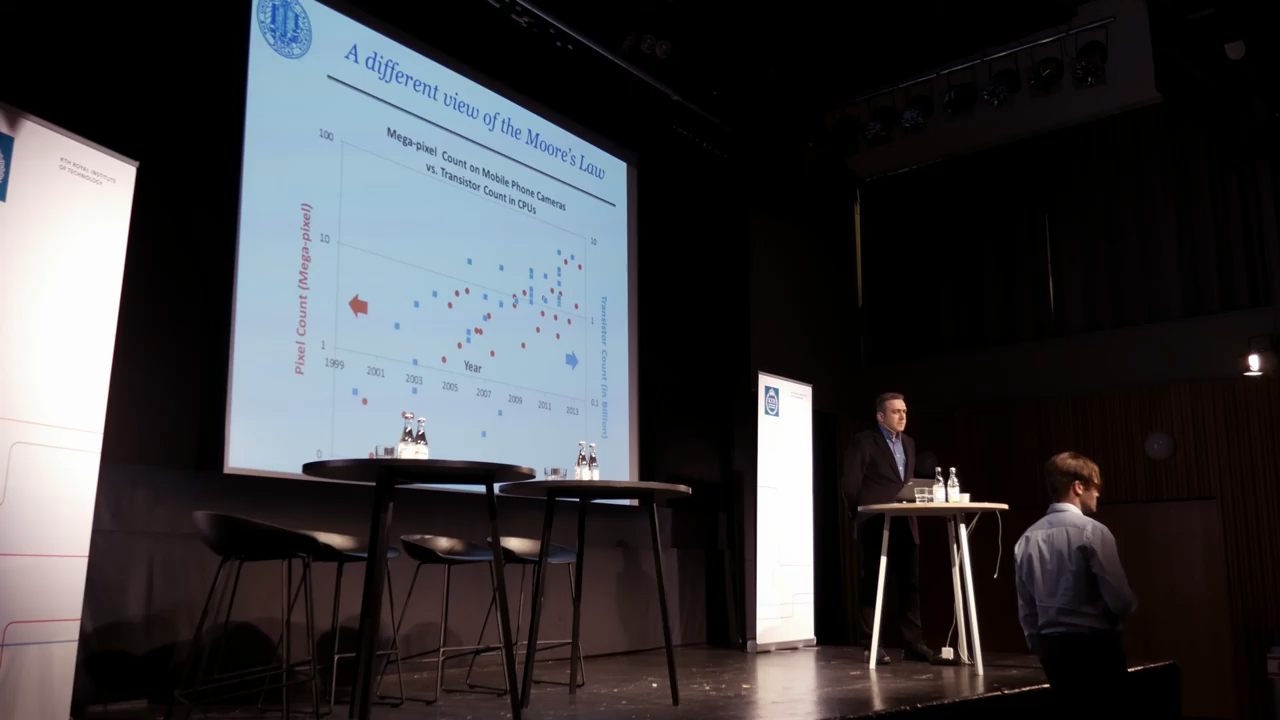 KTH ROYAL INSTITUTE
OF TECHNOLOGY
A different view of the Moore's Law
Mega-pixel Count on Mobile Phone Cameras
vs. Transistor Count in CPUs
100
10
1
0
Pixel Count (Mega-pixel)
10
1
0.1
Transistor Count (in Billion)
Year
1999
2001
2003
2005
2007
2009
2011
2013
KTH